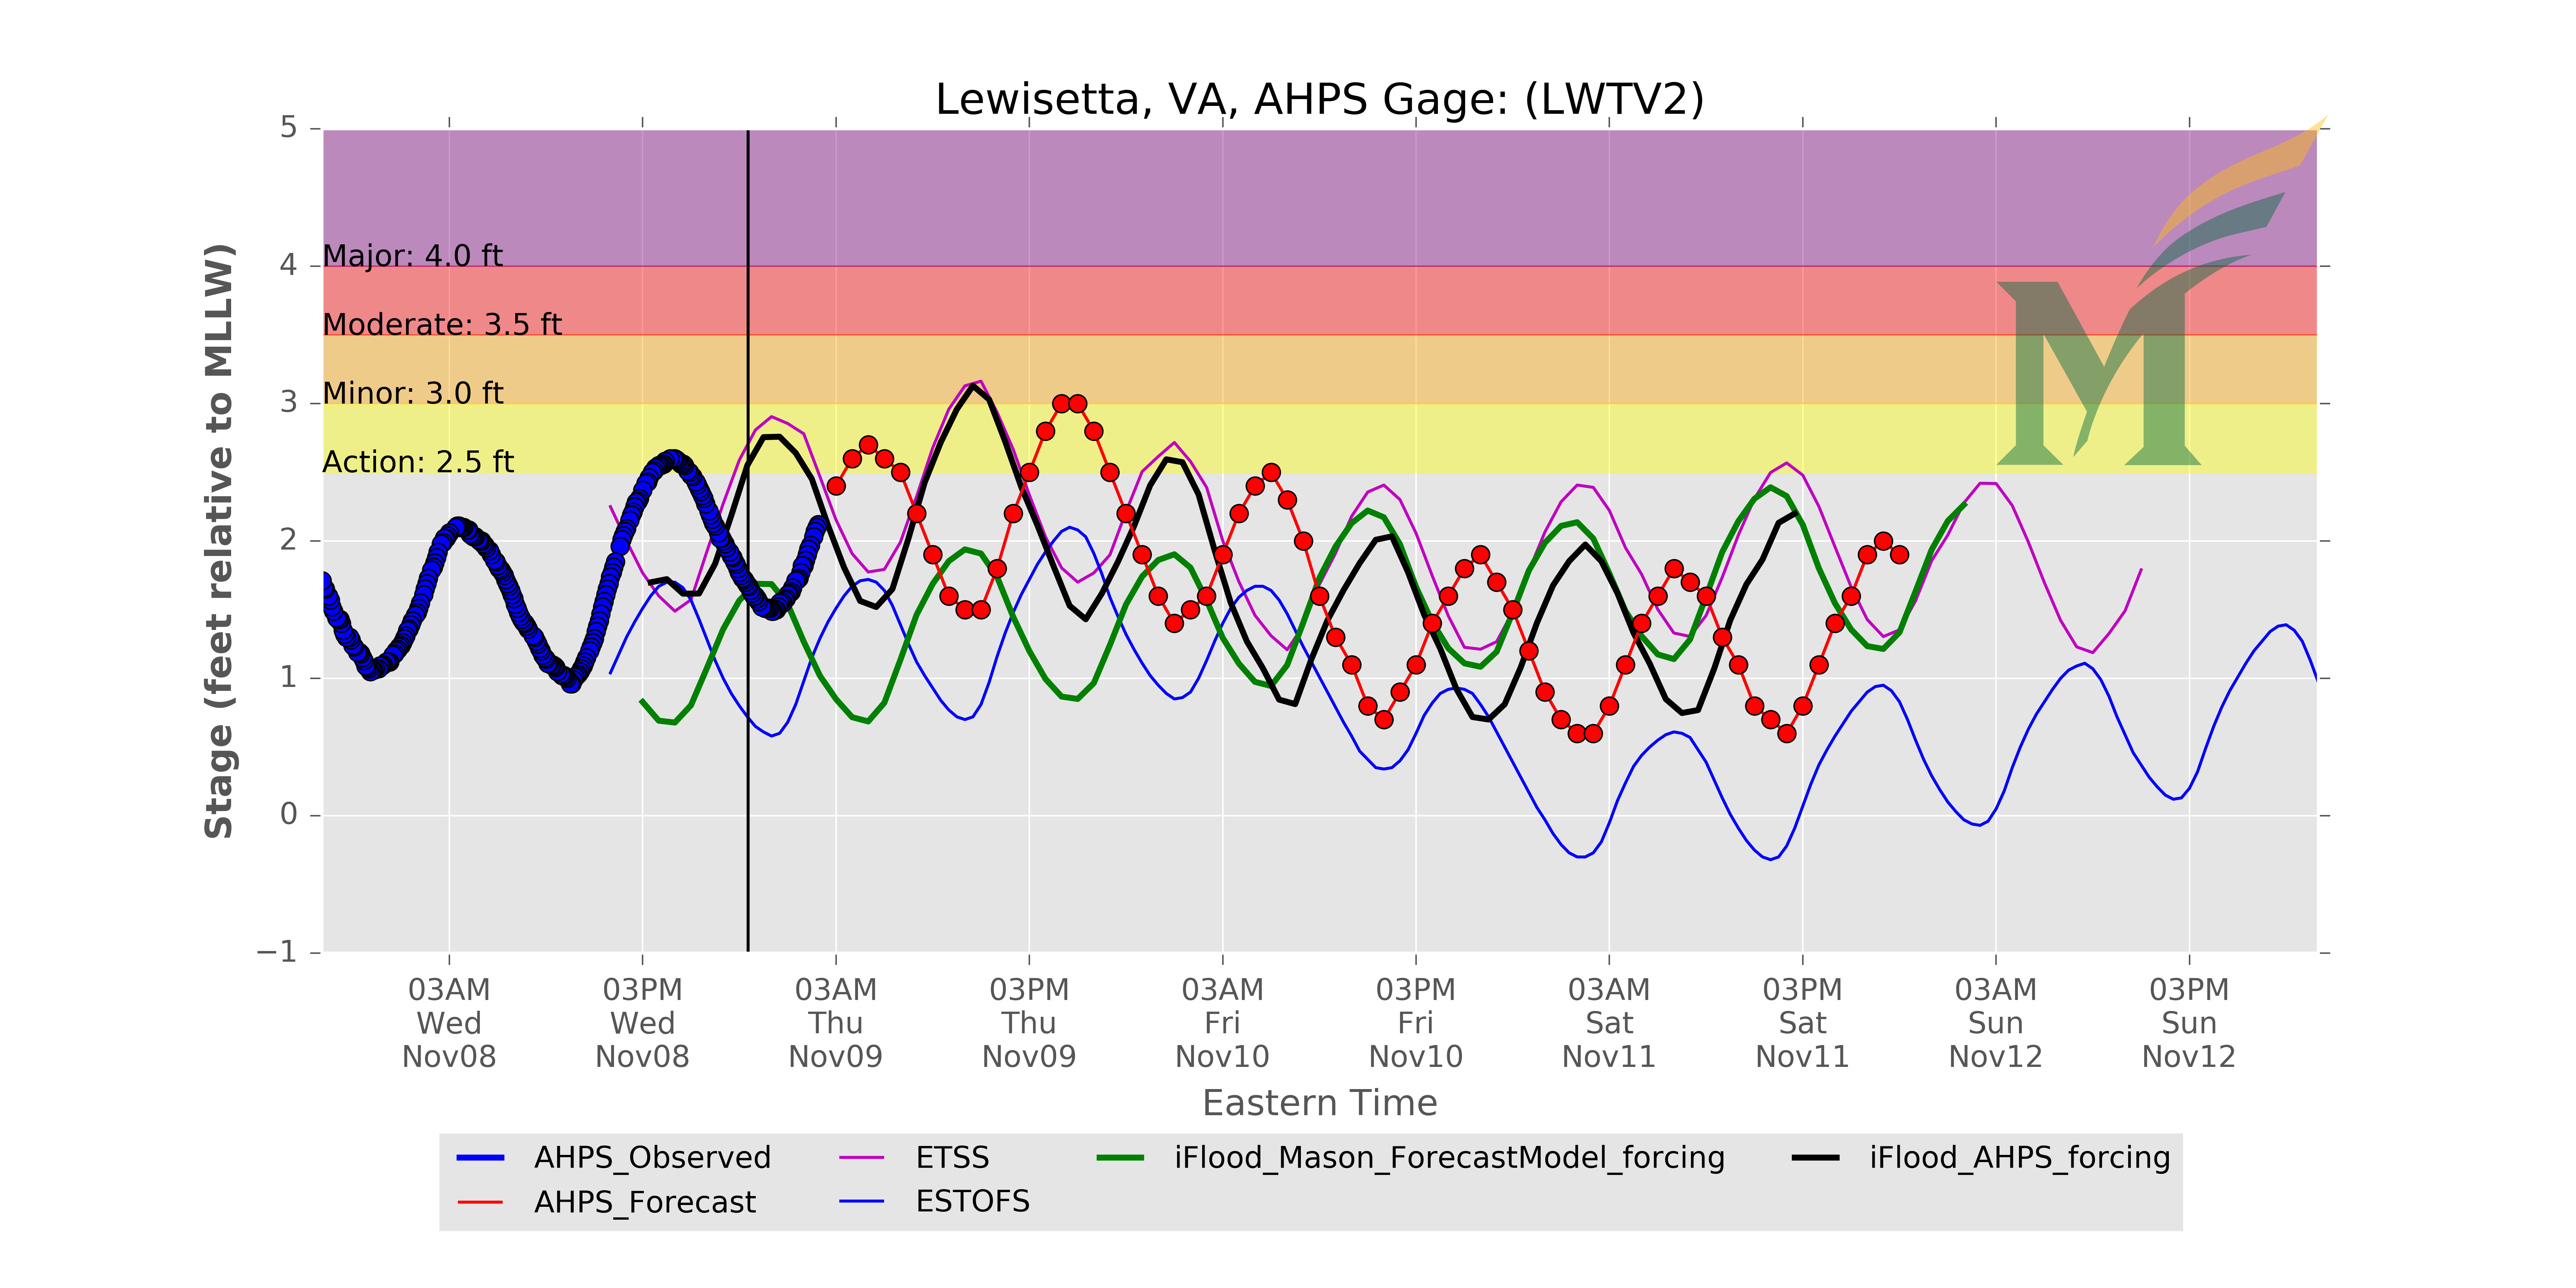 Lewisetta, VA, AHPS Gage: (LWTV2)
Stage (feet relative to MLLW)
5
4
3
2
1
0
−1
Major: 4.0 ft
Moderate: 3.5 ft
Minor: 3.0 ft
Action: 2.5 ft
M
03AM
Wed
Nov08
03PM
Wed
Nov08
03AM
Thu
Nov09
03PM
Thu
Nov09
03AM
Fri
Nov10
03PM
Fri
Nov10
03AM
Sat
Nov11
03PM
Sat
Nov11
03AM
Sun
Nov12
03PM
Sun
Nov12
Eastern Time
AHPS_Observed
AHPS_Forecast
ETSS
ESTOFS
iFlood_Mason_ForecastModel_forcing
iFlood_AHPS_forcing